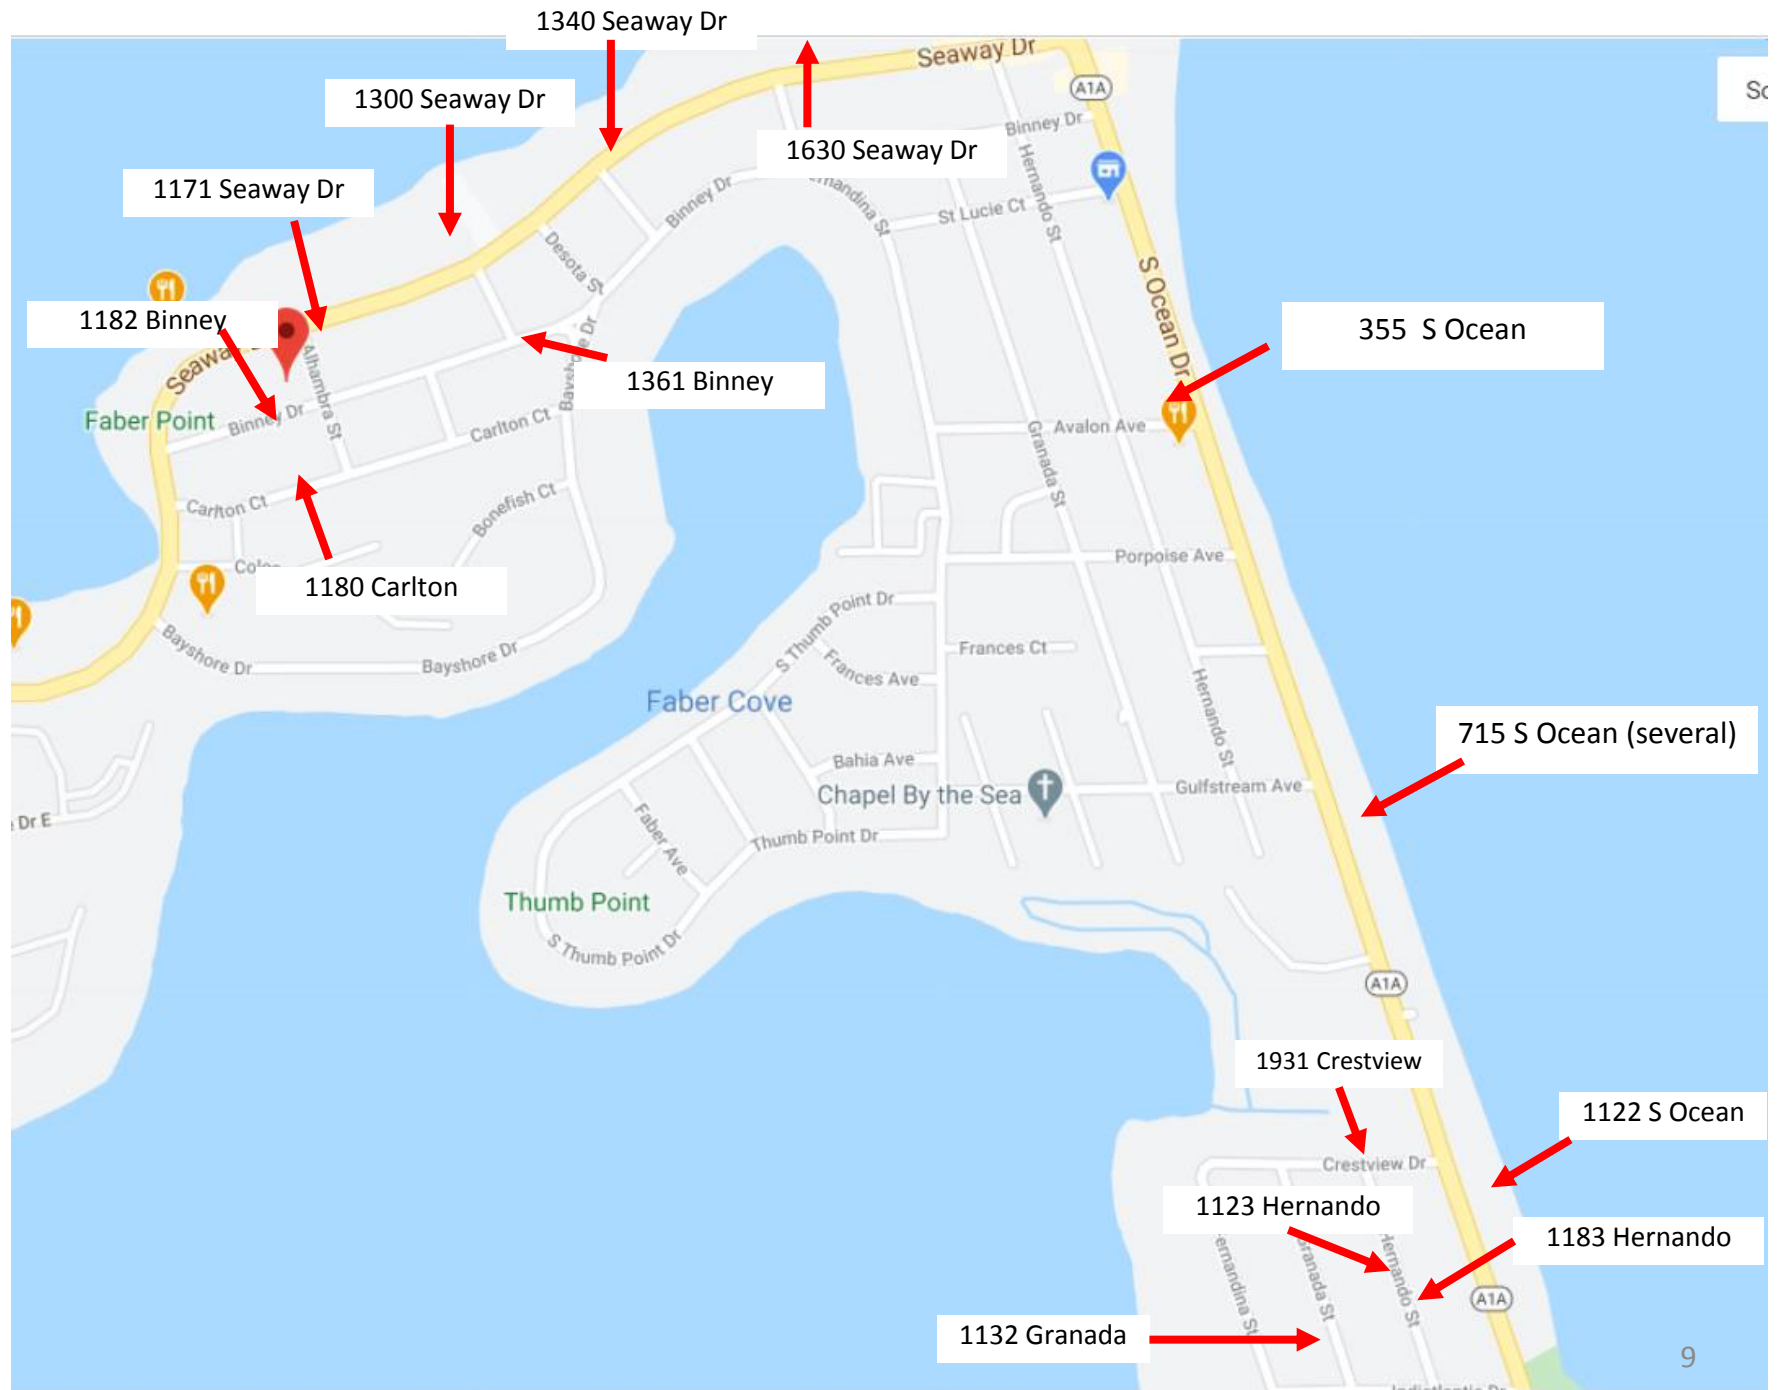 1340 Seaway Dr
Seaway Dr
1300 Seaway Dr
A1A
So
Binney Dr
1630 Seaway Dr
Hernando St
1171 Seaway Dr
Binney Dr
St Lucie Ct
Desota St
S Ocean Dr
1182 Binney
355 S Ocean
Alhambra St
1361 Binney
Faber Point
Binney Dr
Carlton Ct
Avalon Ave
Granada St
Carlton Ct
Bonefish Ct
Porpoise Ave
1180 Carlton
S Thumb Point Dr
Bayshore Dr
Bayshore Dr
Frances Ct
Frances Ave
Hernando St
Faber Cove
715 S Ocean (several)
Bahia Ave
Chapel By the Sea
Gulfstream Ave
Dr E
Faber Ave
Thumb Point Dr
Thumb Point
S Thumb Point Dr
A1A
1931 Crestview
1122 S Ocean
Crestview Dr
1123 Hernando
1183 Hernando
Hernando St
Granada St
A1A
1132 Granada
9